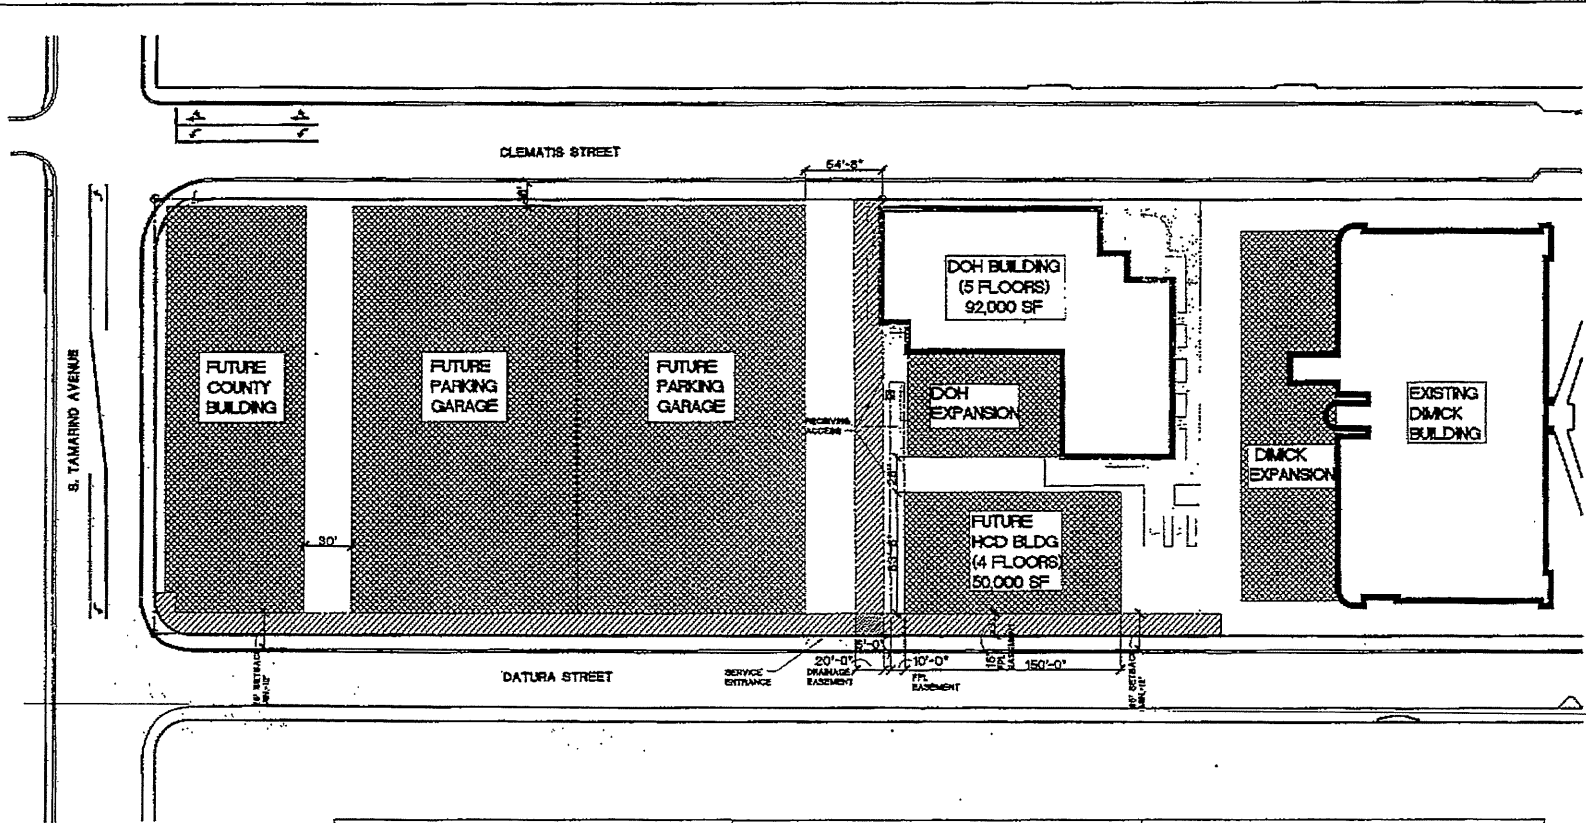 CLEMATIS STREET
54'-8"
DOH BUILDING
(5 FLOORS)
92,000 SF
FUTURE
COUNTY
BUILDING
FUTURE
PARKING
GARAGE
FUTURE
PARKING
GARAGE
DOH
EXPANSION
EXISTING
DIMICK
BUILDING
S. TAMARIND AVENUE
RECEIVING
ACCESS
DIMICK
EXPANSION
30'
FUTURE
HCD BLDG
(4 FLOORS)
50,000 SF
DATURA STREET
SERVICE
ENTRANCE
20'-0"
DRAINAGE
EASEMENT
10'-0"
FPL
EASEMENT
150'-0"